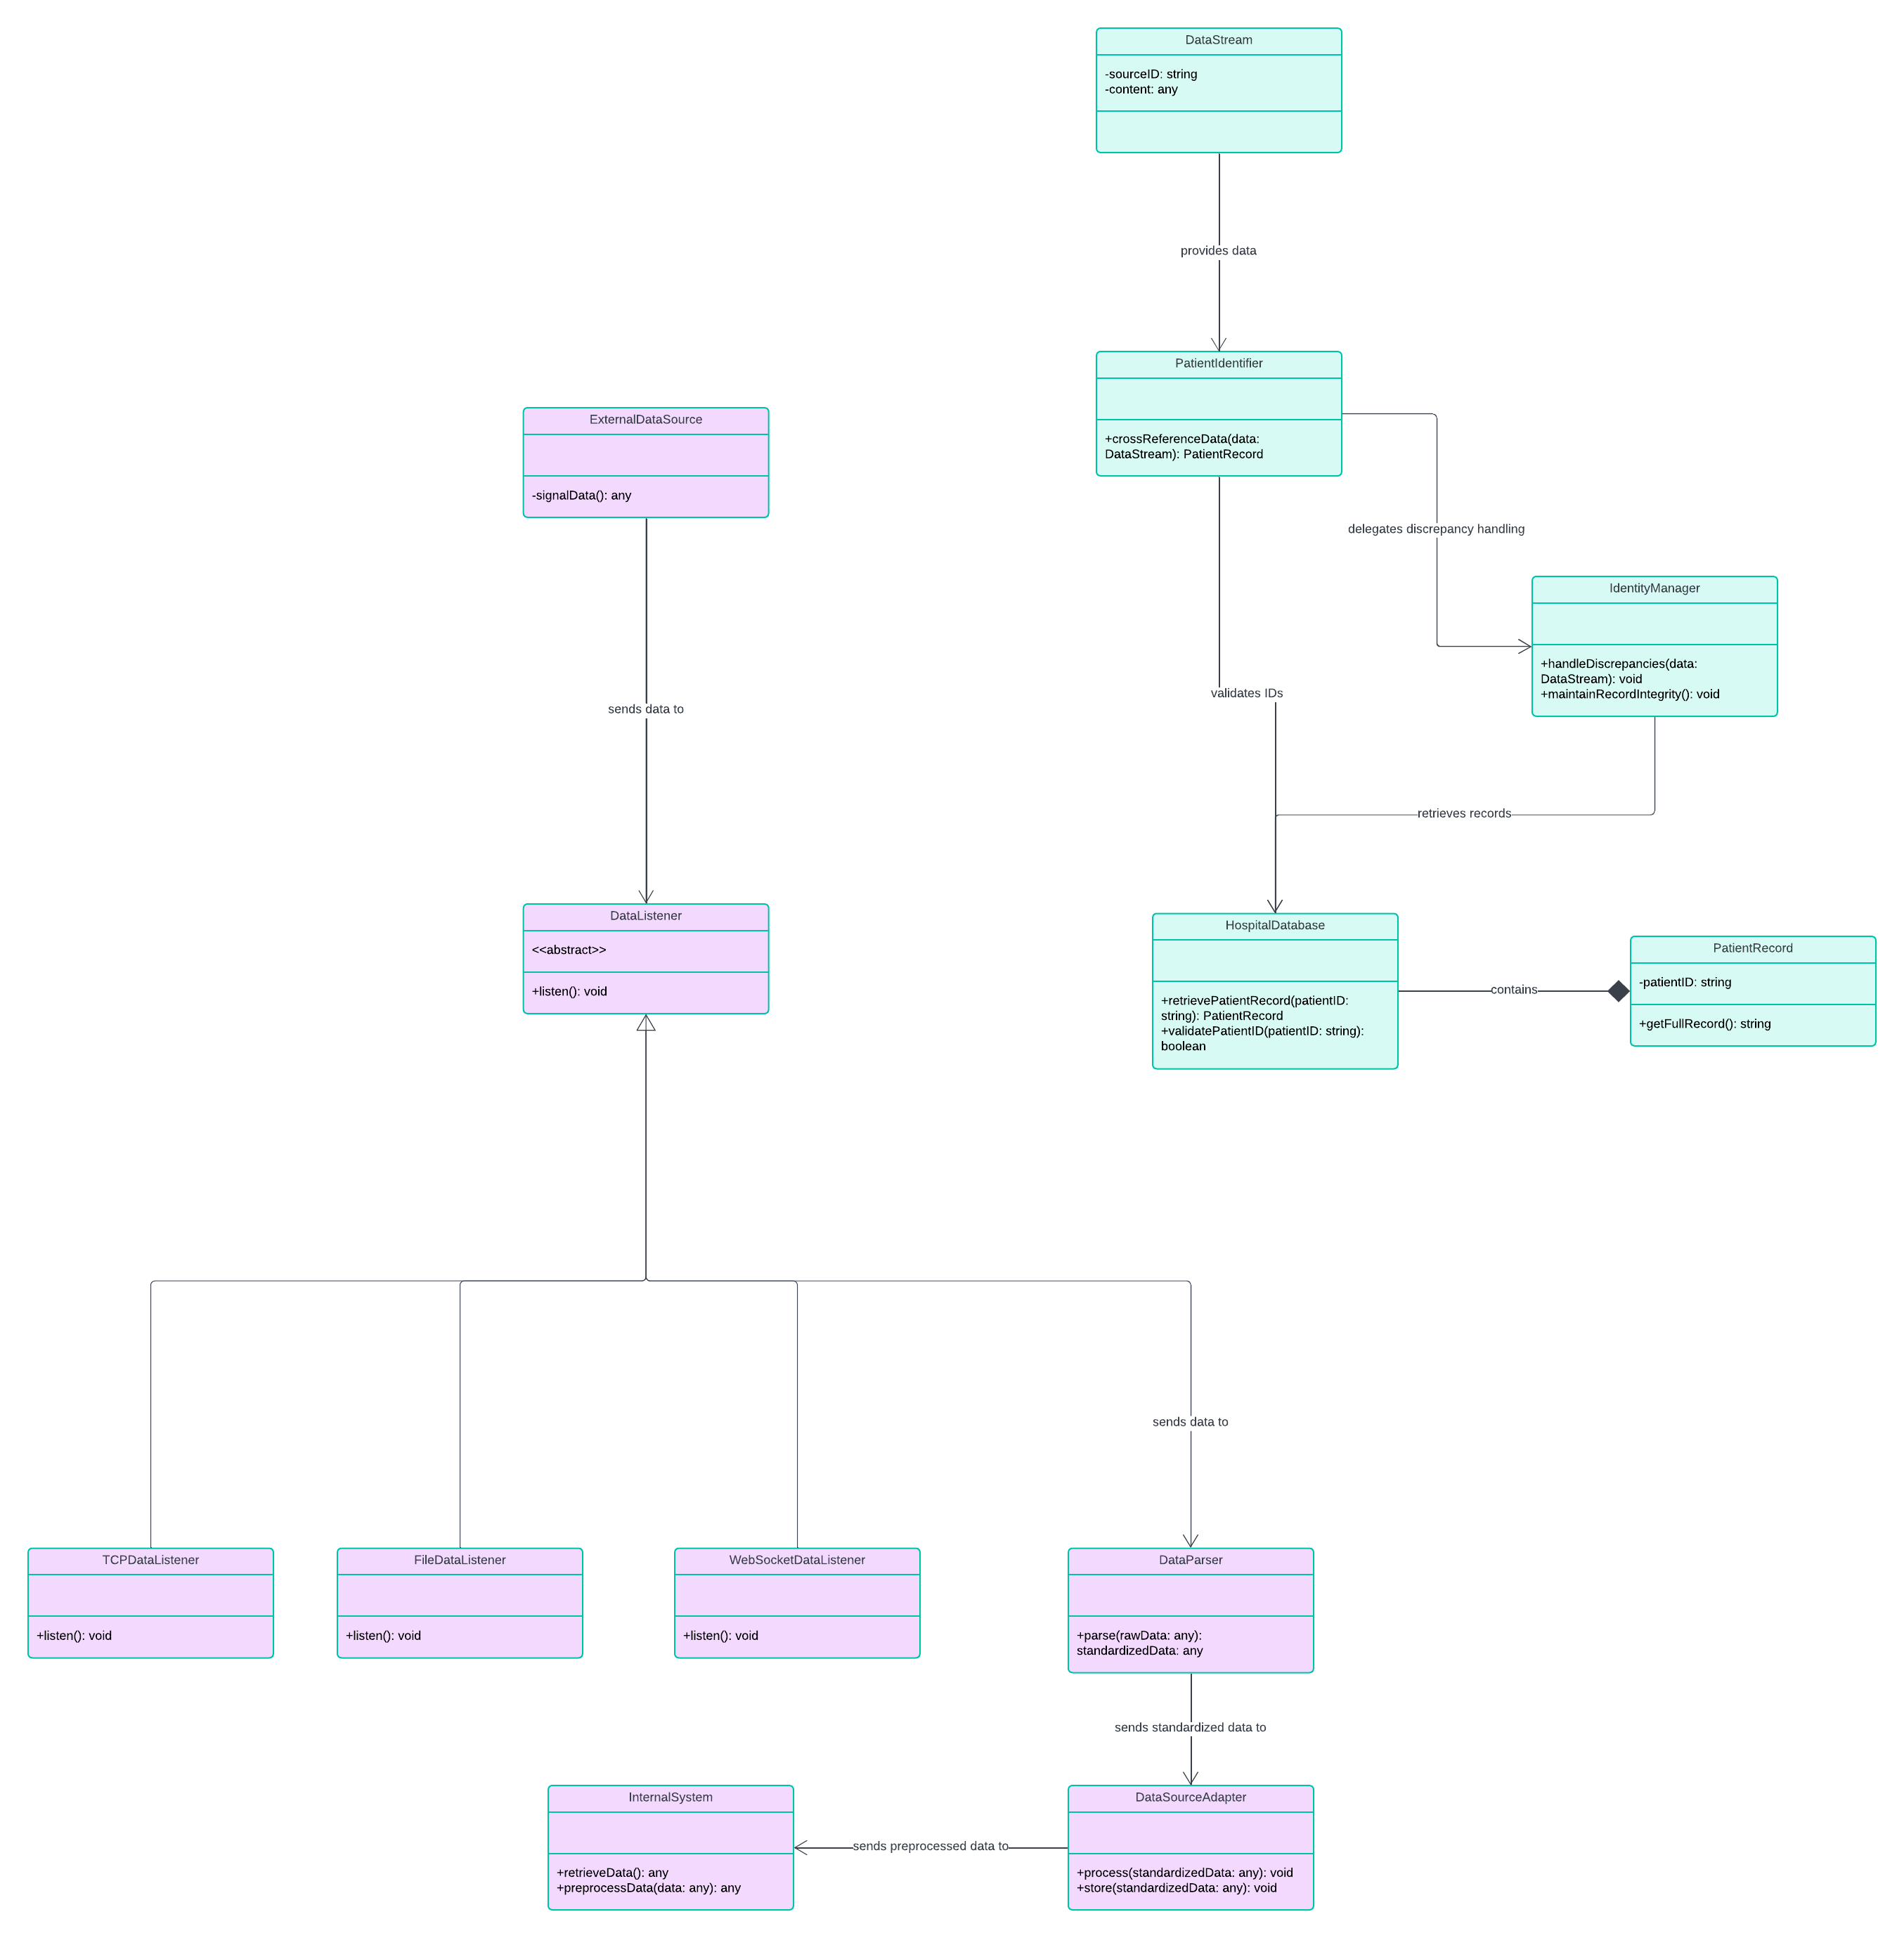 DataStream
-sourceID: string
-content: any
provides data
PatientIdentifier
+crossReferenceData(data:
DataStream): PatientRecord
ExternalDataSource
-signalData(): any
delegates discrepancy handling
IdentityManager
+handleDiscrepancies(data:
DataStream): void
+maintainRecordIntegrity(): void
validates IDs
sends data to
retrieves records
DataListener
<<abstract>>
+listen(): void
HospitalDatabase
+retrievePatientRecord(patientID:
string): PatientRecord
+validatePatientID(patientID: string):
boolean
contains
PatientRecord
-patientID: string
+getFullRecord(): string
sends data to
TCPDataListener
+listen(): void
FileDataListener
+listen(): void
WebSocketDataListener
+listen(): void
DataParser
+parse(rawData: any):
standardizedData: any
sends standardized data to
InternalSystem
+retrieveData(): any
+preprocessData(data: any): any
sends preprocessed data to
DataSourceAdapter
+process(standardizedData: any): void
+store(standardizedData: any): void